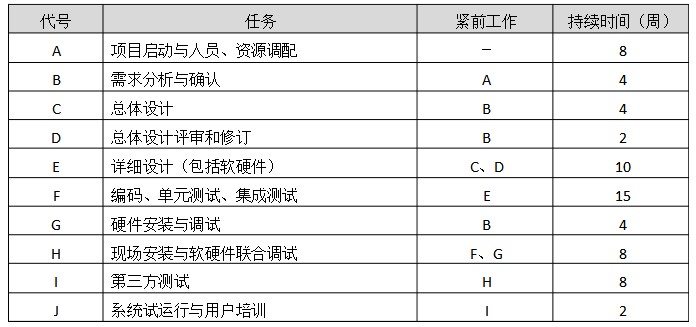 代号 任务 紧前工作 持续时间（周）
A 项目启动与人员、资源调配 － 8
B 需求分析与确认 A 4
C 总体设计 B 4
D 总体设计评审和修订 B 2
E 详细设计（包括软硬件） C、D 10
F 编码、单元测试、集成测试 E 15
G 硬件安装与调试 B 4
H 现场安装与软硬件联合调试 F、G 8
I 第三方测试 H 8
J 系统试运行与用户培训 I 2